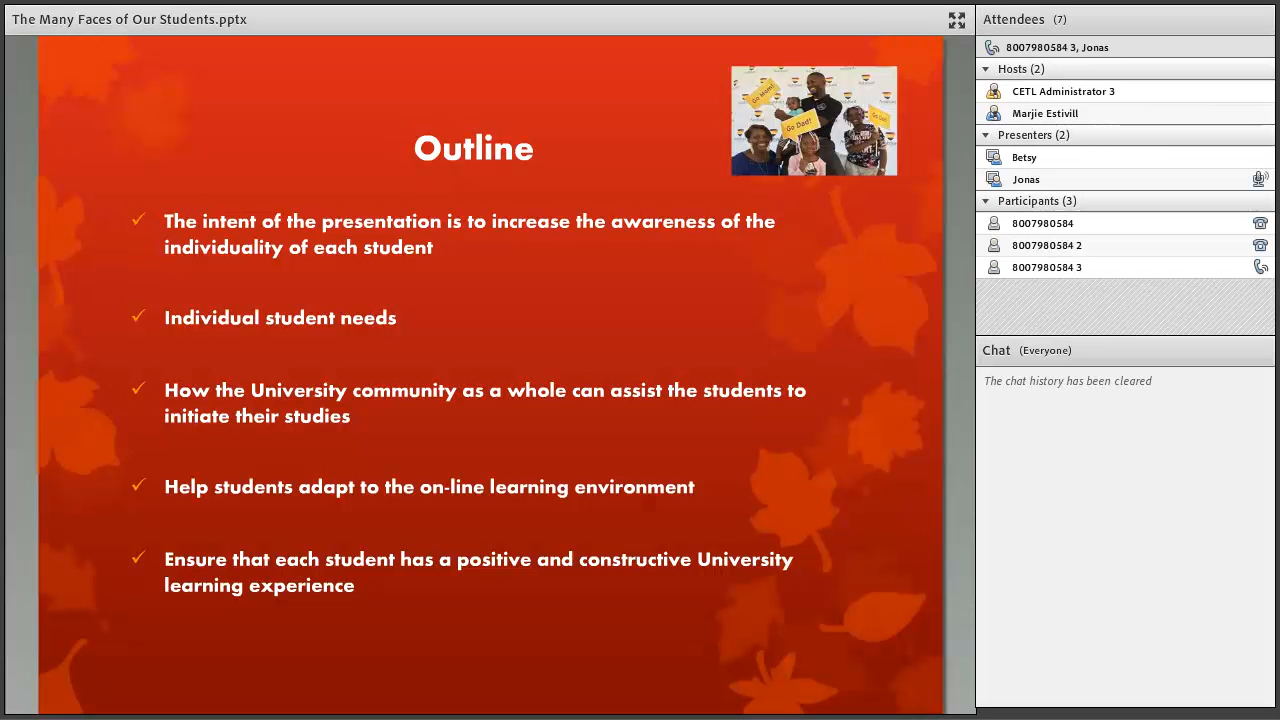 The Many Faces of Our Students.pptx
Outline
Go Mom!
Go Dad!
✓ The intent of the presentation is to increase the awareness of the
individuality of each student
✓ Individual student needs
✓ How the University community as a whole can assist the students to
initiate their studies
✓ Help students adapt to the on-line learning environment
✓ Ensure that each student has a positive and constructive University
learning experience
Attendees (7)
8007980584 3, Jonas
Hosts (2)
CETL Administrator 3
Marjie Estivill
Presenters (2)
Betsy
Jonas
Participants (3)
8007980584
8007980584 2
8007980584 3
Chat (Everyone)
The chat history has been cleared